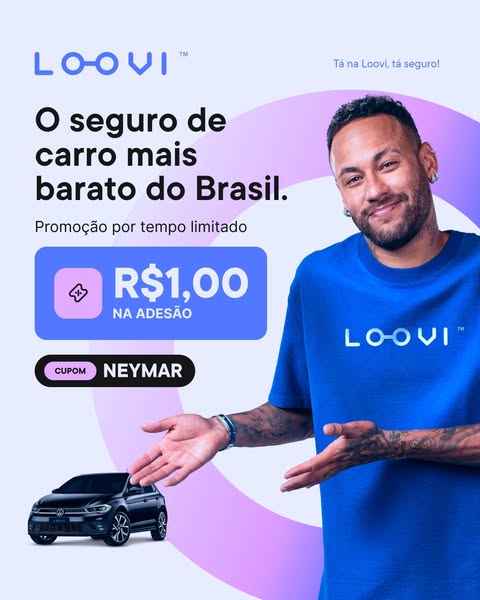 LOOVI™
Tá na Loovi, tá seguro!
O seguro de
carro mais
barato do Brasil.
Promoção por tempo limitado
R$1,00
NA ADESÃO
CUPOM NEYMAR
LOOVI™